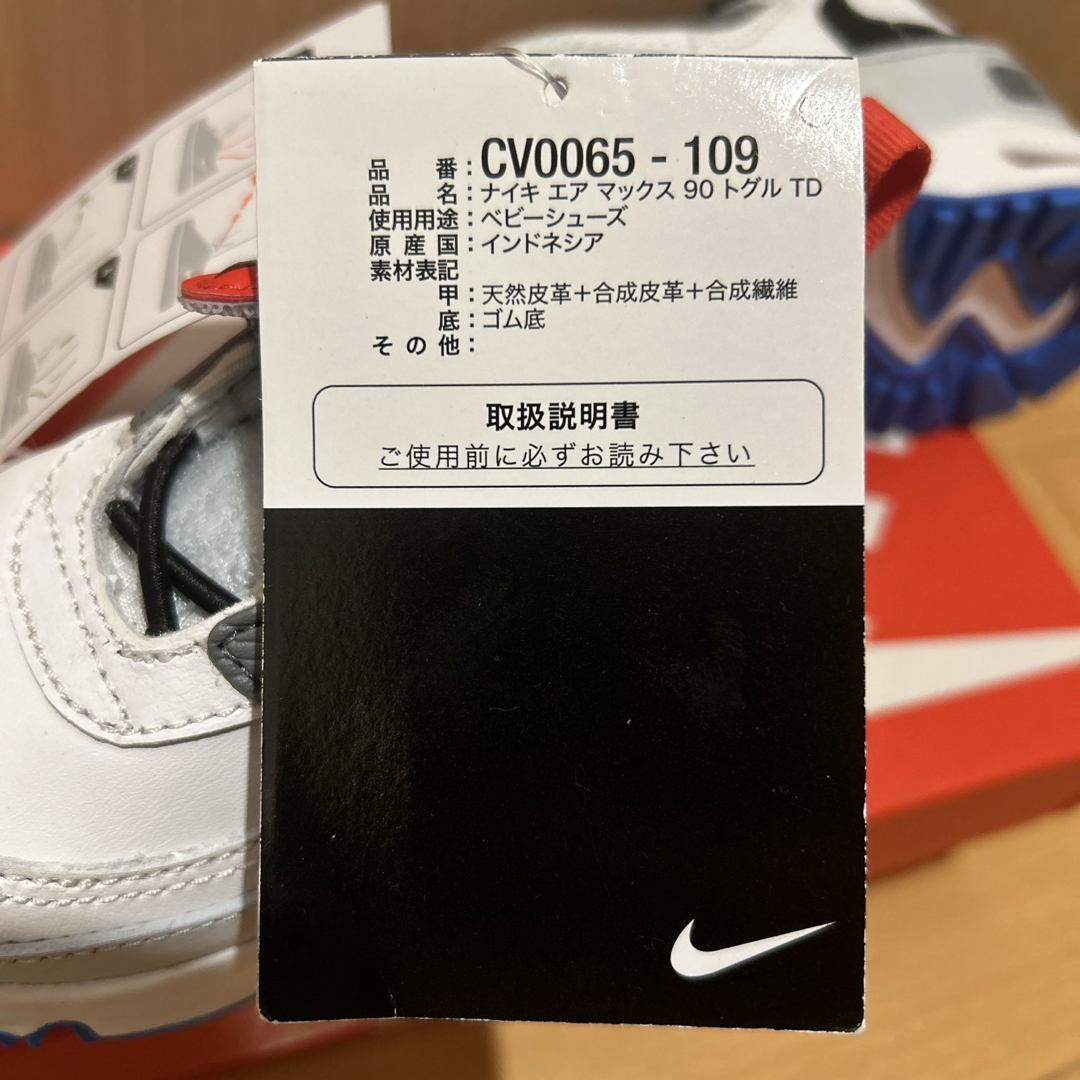 品番：CV0065 - 109
品名：ナイキ エア マックス 90 トグル TD
使用用途：ベビーシューズ
原産国：インドネシア
素材表記
甲：天然皮革＋合成皮革＋合成繊維
底：ゴム底
その他：
取扱説明書
ご使用前に必ずお読み下さい